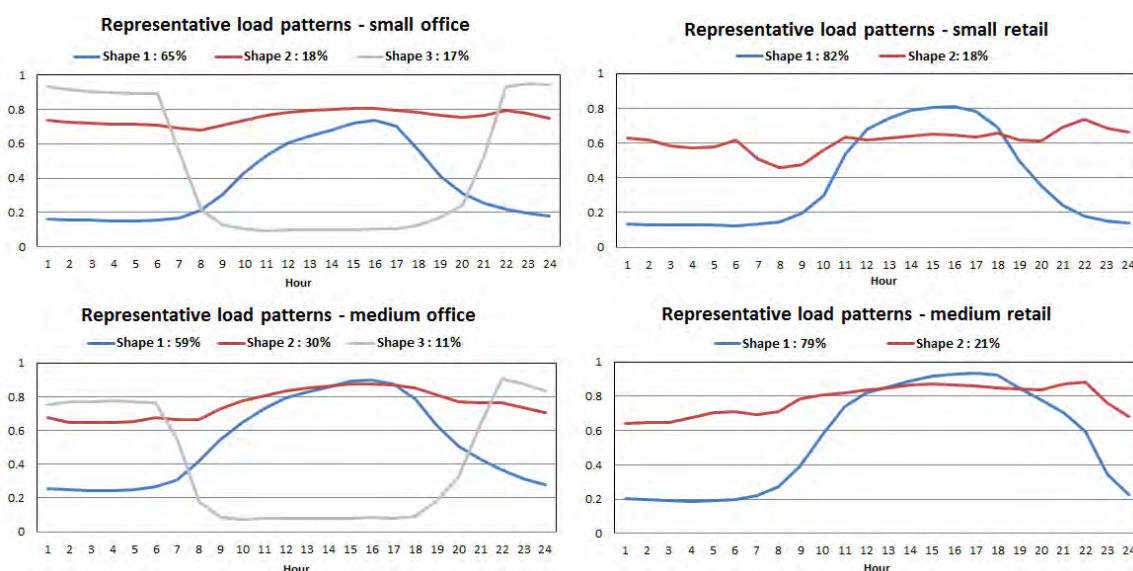 Representative load patterns - small office
Shape 1 : 65% Shape 2 : 18% Shape 3 : 17%
1
0.8
0.6
0.4
0.2
0
1 2 3 4 5 6 7 8 9 10 11 12 13 14 15 16 17 18 19 20 21 22 23 24
Hour
Representative load patterns - small retail
Shape 1 : 82% Shape 2: 18%
1
0.8
0.6
0.4
0.2
0
1 2 3 4 5 6 7 8 9 10 11 12 13 14 15 16 17 18 19 20 21 22 23 24
Hour
Representative load patterns - medium office
Shape 1 : 59% Shape 2 : 30% Shape 3 : 11%
1
0.8
0.6
0.4
0.2
0
1 2 3 4 5 6 7 8 9 10 11 12 13 14 15 16 17 18 19 20 21 22 23 24
Hour
Representative load patterns - medium retail
Shape 1 : 79% Shape 2 : 21%
1
0.8
0.6
0.4
0.2
0
1 2 3 4 5 6 7 8 9 10 11 12 13 14 15 16 17 18 19 20 21 22 23 24
Hour